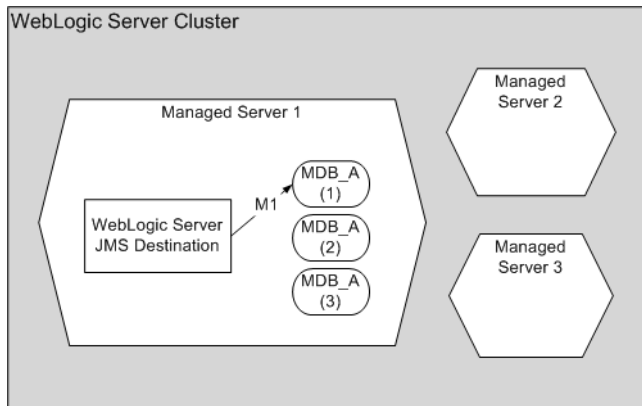 WebLogic Server Cluster
Managed Server 1
WebLogic Server
JMS Destination
M1
MDB_A
(1)
MDB_A
(2)
MDB_A
(3)
Managed
Server 2
Managed
Server 3